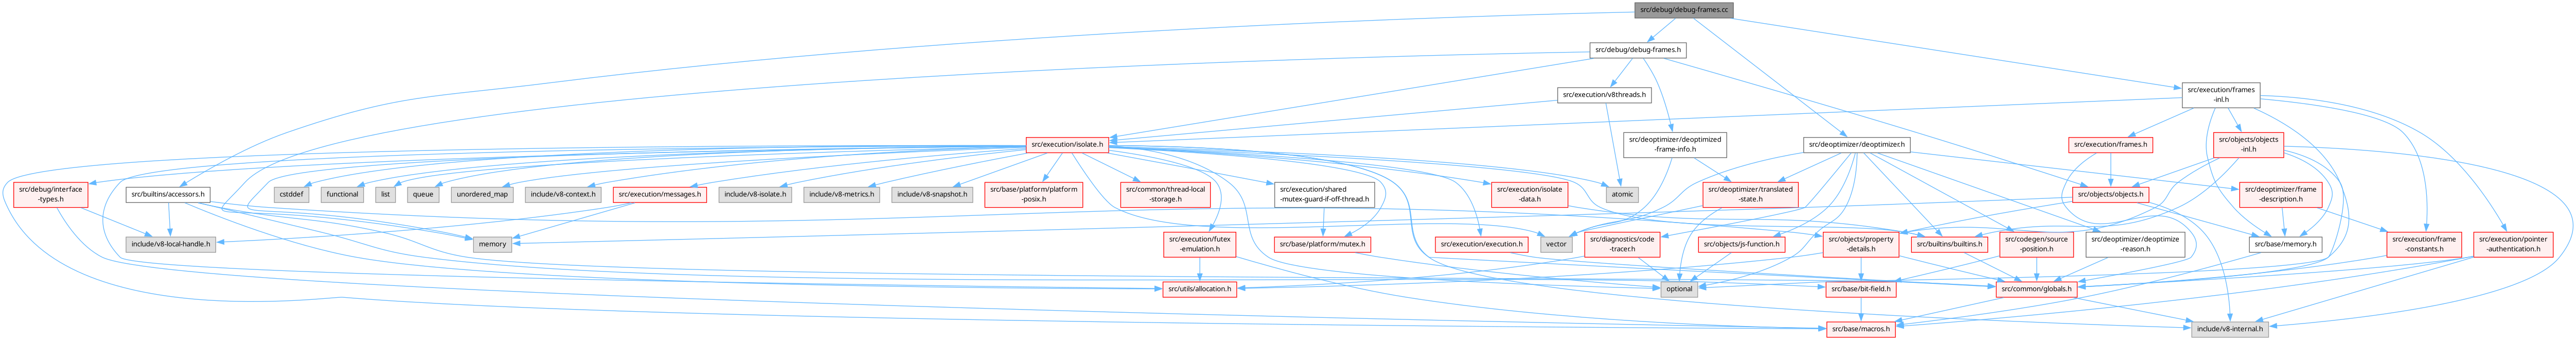 src/debug/debug-frames.cc
src/debug/debug-frames.h
src/execution/v8threads.h
src/execution/frames
-inl.h
src/execution/isolate.h
src/deoptimizer/deoptimized
-frame-info.h
src/deoptimizer/deoptimizer.h
src/execution/frames.h
src/objects/objects
-inl.h
src/debug/interface
-types.h
src/builtins/accessors.h
cstddef
functional
list
queue
unordered_map
include/v8-context.h
src/execution/messages.h
include/v8-isolate.h
include/v8-metrics.h
include/v8-snapshot.h
src/base/platform/platform
-posix.h
src/common/thread-local
-storage.h
src/execution/shared
-mutex-guard-if-off-thread.h
src/execution/isolate
-data.h
atomic
src/deoptimizer/translated
-state.h
src/objects/objects.h
src/deoptimizer/frame
-description.h
include/v8-local-handle.h
memory
src/execution/futex
-emulation.h
src/base/platform/mutex.h
src/execution/execution.h
vector
src/diagnostics/code
-tracer.h
src/objects/js-function.h
src/objects/property
-details.h
src/builtins/builtins.h
src/codegen/source
-position.h
src/deoptimizer/deoptimize
-reason.h
src/base/memory.h
src/execution/frame
-constants.h
src/execution/pointer
-authentication.h
src/utils/allocation.h
optional
src/base/bit-field.h
src/common/globals.h
src/base/macros.h
include/v8-internal.h